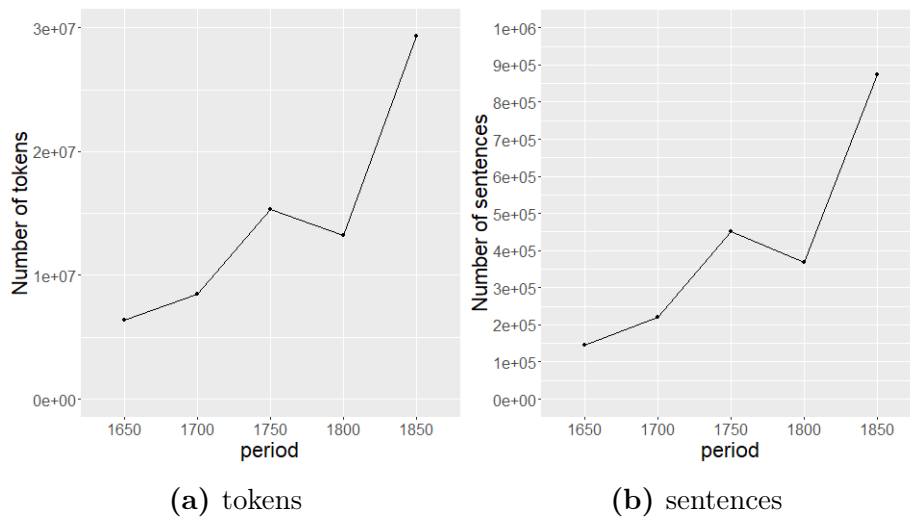 Number of tokens
3e+07
2e+07
1e+07
0e+00
1650 1700 1750 1800 1850
period
(a) tokens
Number of sentences
1e+06
9e+05
8e+05
7e+05
6e+05
5e+05
4e+05
3e+05
2e+05
1e+05
0e+00
1650 1700 1750 1800 1850
period
(b) sentences